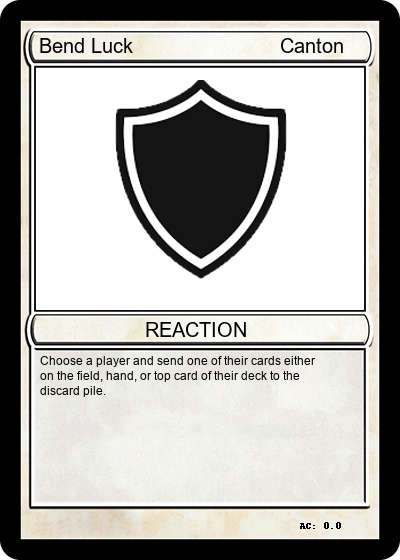 Bend Luck Canton
REACTION
Choose a player and send one of their cards either
on the field, hand, or top card of their deck to the
discard pile.
AC: 0.0